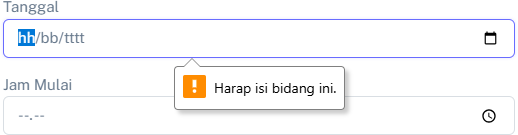 Tanggal
hh/bb/tttt
Harap isi bidang ini.
Jam Mulai
--.--